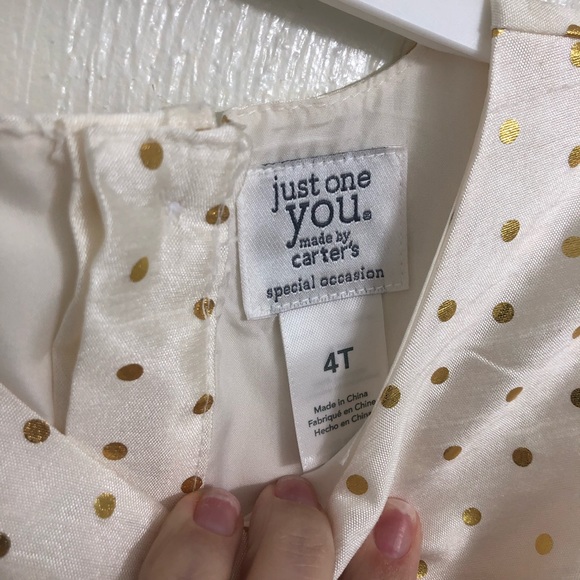 just one
you®
made by
carter's
special occasion
4T
Made in China
Fabriqué en Chine
Hecho en China